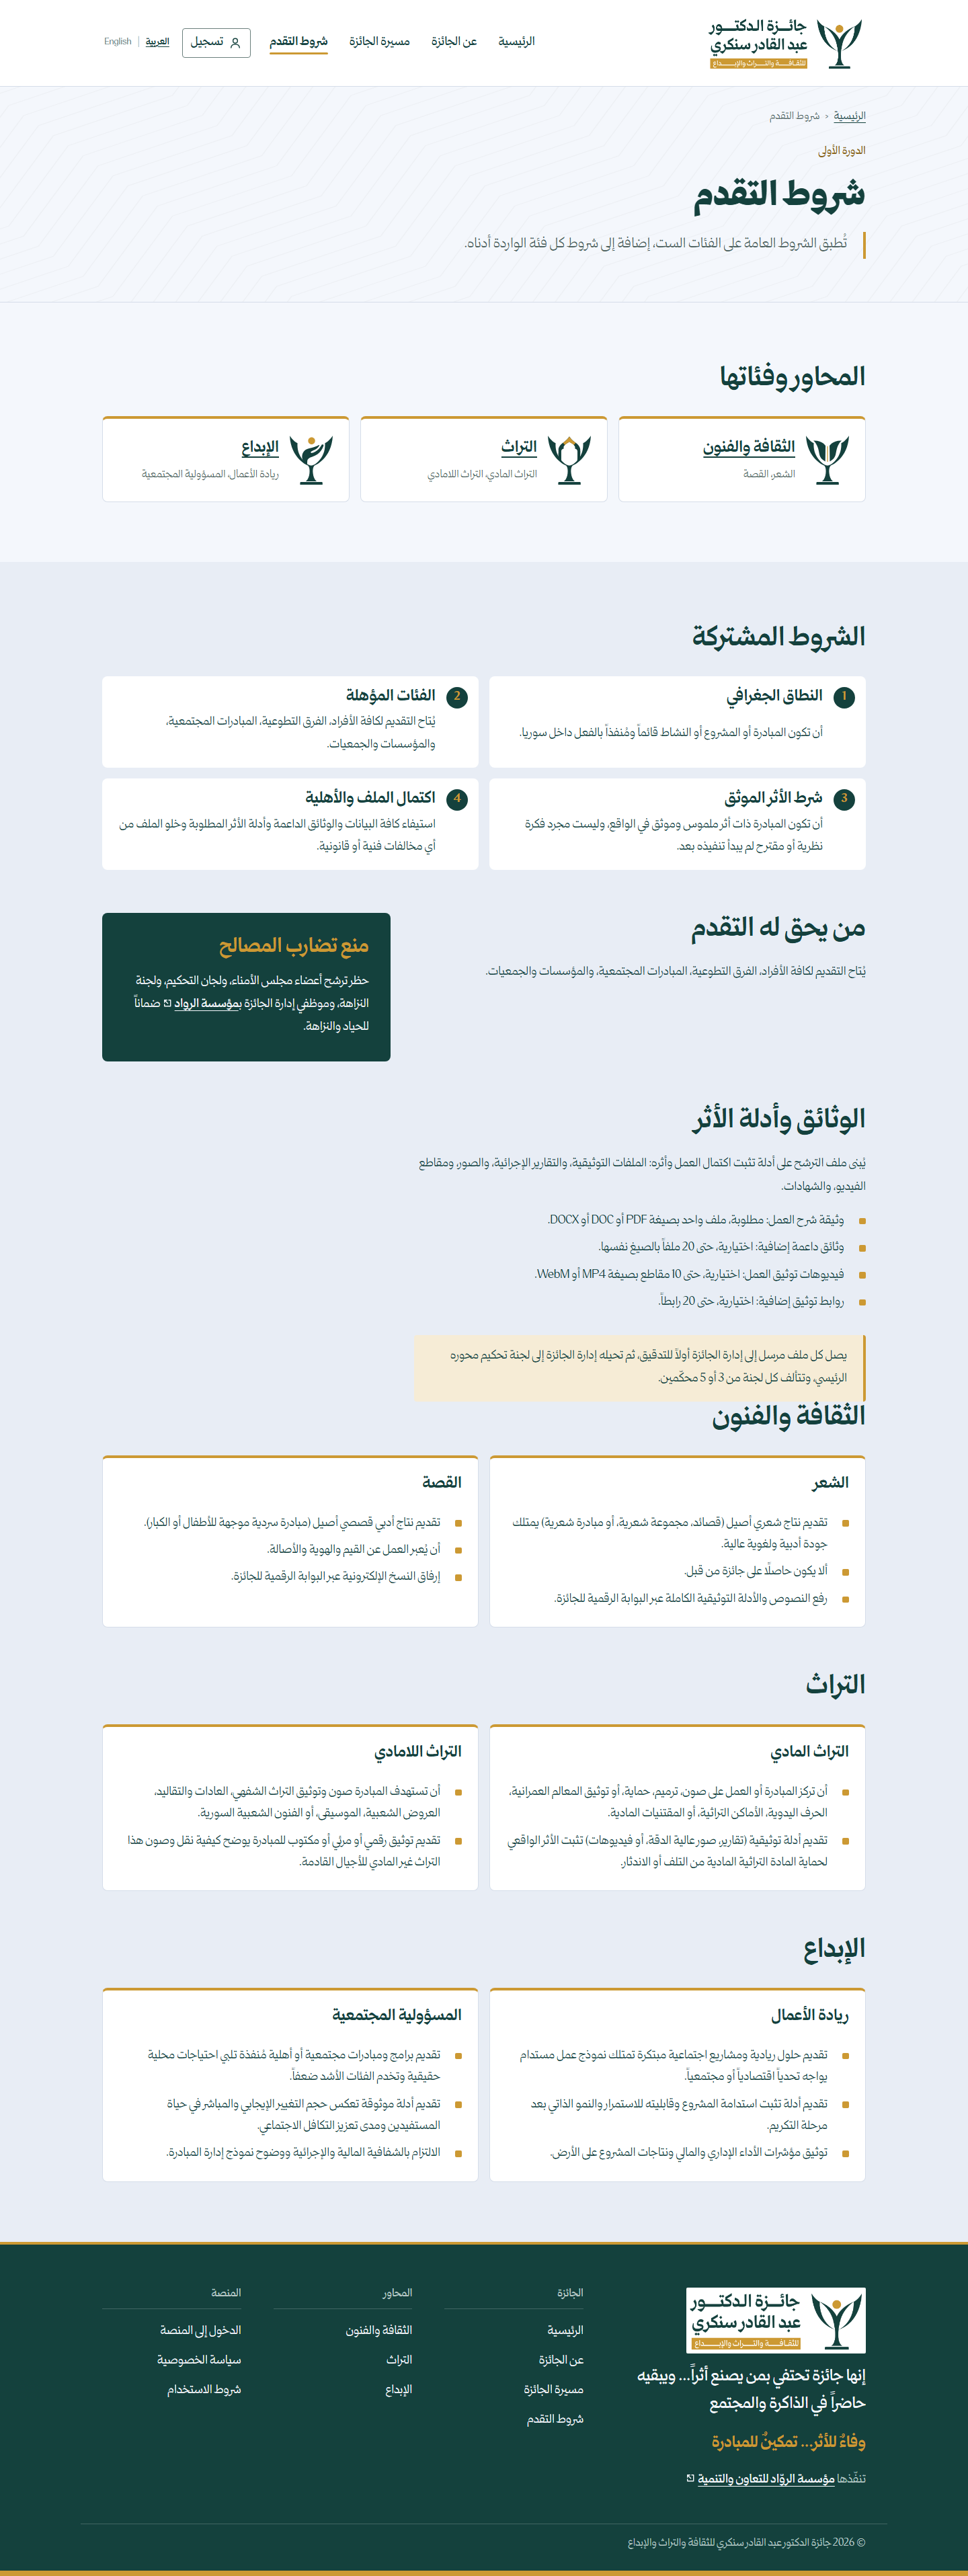 جائزة الدكتور
عبد القادر سنكري
للثقافة والتراث والإبداع
الرئيسية
عن الجائزة
مسيرة الجائزة
شروط التقدم
تسجيل
العربية
English
الرئيسية › شروط التقدم
الدورة الأولى
شروط التقدم
تُطبق الشروط العامة على الفئات الست، إضافة إلى شروط كل فئة الواردة أدناه.
المحاور وفئاتها
الثقافة والفنون
الشعر، القصة
التراث
التراث المادي، التراث اللامادي
الإبداع
ريادة الأعمال، المسؤولية المجتمعية
الشروط المشتركة
1
النطاق الجغرافي
أن تكون المبادرة أو المشروع أو النشاط قائماً ومُنفذاً بالفعل داخل سوريا.
2
الفئات المؤهلة
يُتاح التقديم لكافة الأفراد، الفرق التطوعية، المبادرات المجتمعية،
والمؤسسات والجمعيات.
3
شرط الأثر الموثق
أن تكون المبادرة ذات أثر ملموس وموثق في الواقع، وليست مجرد فكرة
نظرية أو مقترح لم يبدأ تنفيذه بعد.
4
اكتمال الملف والأهلية
استيفاء كافة البيانات والوثائق الداعمة وأدلة الأثر المطلوبة وخلو الملف من
أي مخالفات فنية أو قانونية.
من يحق له التقدم
يُتاح التقديم لكافة الأفراد، الفرق التطوعية، المبادرات المجتمعية، والمؤسسات والجمعيات.
منع تضارب المصالح
حظر ترشح أعضاء مجلس الأمناء، ولجان التحكيم، ولجنة
النزاهة، وموظفي إدارة الجائزة بمؤسسة الرواد ضماناً
للحياد والنزاهة.
الوثائق وأدلة الأثر
يُبنى ملف الترشح على أدلة تثبت اكتمال العمل وأثره: الملفات التوثيقية، والتقارير الإجرائية، والصور، ومقاطع
الفيديو، والشهادات.
وثيقة شرح العمل: مطلوبة، ملف واحد بصيغة PDF أو DOC أو DOCX.
وثائق داعمة إضافية: اختيارية، حتى 20 ملفاً بالصيغ نفسها.
فيديوهات توثيق العمل: اختيارية، حتى 10 مقاطع بصيغة MP4 أو WebM.
روابط توثيق إضافية: اختيارية، حتى 20 رابطاً.
يصل كل ملف مرسل إلى إدارة الجائزة أولاً للتدقيق، ثم تحيله إدارة الجائزة إلى لجنة تحكيم محوره
الرئيسي، وتتألف كل لجنة من 3 أو 5 محكّمين.
الثقافة والفنون
الشعر
تقديم نتاج شعري أصيل (قصائد، مجموعة شعرية، أو مبادرة شعرية) يمتلك
جودة أدبية ولغوية عالية.
ألا يكون حاصلًا على جائزة من قبل.
رفع النصوص والأدلة التوثيقية الكاملة عبر البوابة الرقمية للجائزة.
القصة
تقديم نتاج أدبي قصصي أصيل (مبادرة سردية موجهة للأطفال أو الكبار).
أن يُعبر العمل عن القيم والهوية والأصالة.
إرفاق النسخ الإلكترونية عبر البوابة الرقمية للجائزة.
التراث
التراث المادي
أن تركز المبادرة أو العمل على صون، ترميم، حماية، أو توثيق المعالم العمرانية،
الحرف اليدوية، الأماكن التراثية، أو المقتنيات المادية.
تقديم أدلة توثيقية (تقارير، صور عالية الدقة، أو فيديوهات) تثبت الأثر الواقعي
لحماية المادة التراثية المادية من التلف أو الاندثار.
التراث اللامادي
أن تستهدف المبادرة صون وتوثيق التراث الشفهي، العادات والتقاليد،
العروض الشعبية، الموسيقى، أو الفنون الشعبية السورية.
تقديم توثيق رقمي أو مرئي أو مكتوب للمبادرة يوضح كيفية نقل وصون هذا
التراث غير المادي للأجيال القادمة.
الإبداع
ريادة الأعمال
تقديم حلول ريادية ومشاريع اجتماعية مبتكرة تمتلك نموذج عمل مستدام
يواجه تحدياً اقتصادياً أو مجتمعياً.
تقديم أدلة تثبت استدامة المشروع وقابليته للاستمرار والنمو الذاتي بعد
مرحلة التكريم.
توثيق مؤشرات الأداء الإداري والمالي ونتاجات المشروع على الأرض.
المسؤولية المجتمعية
تقديم برامج ومبادرات مجتمعية أو أهلية مُنفذة تلبي احتياجات محلية
حقيقية وتخدم الفئات الأشد ضعفاً.
تقديم أدلة موثوقة تعكس حجم التغيير الإيجابي والمباشر في حياة
المستفيدين ومدى تعزيز التكافل الاجتماعي.
الالتزام بالشفافية المالية والإجرائية ووضوح نموذج إدارة المبادرة.
جائزة الدكتور
عبد القادر سنكري
للثقافة والتراث والإبداع
إنها جائزة تحتفي بمن يصنع أثراً... ويبقيه
حاضراً في الذاكرة والمجتمع
وفاءٌ للأثر... تمكينٌ للمبادرة
تنفّذها مؤسسة الروّاد للتعاون والتنمية
الجائزة
الرئيسية
عن الجائزة
مسيرة الجائزة
شروط التقدم
المحاور
الثقافة والفنون
التراث
الإبداع
المنصة
الدخول إلى المنصة
سياسة الخصوصية
شروط الاستخدام
© 2026 جائزة الدكتور عبد القادر سنكري للثقافة والتراث والإبداع